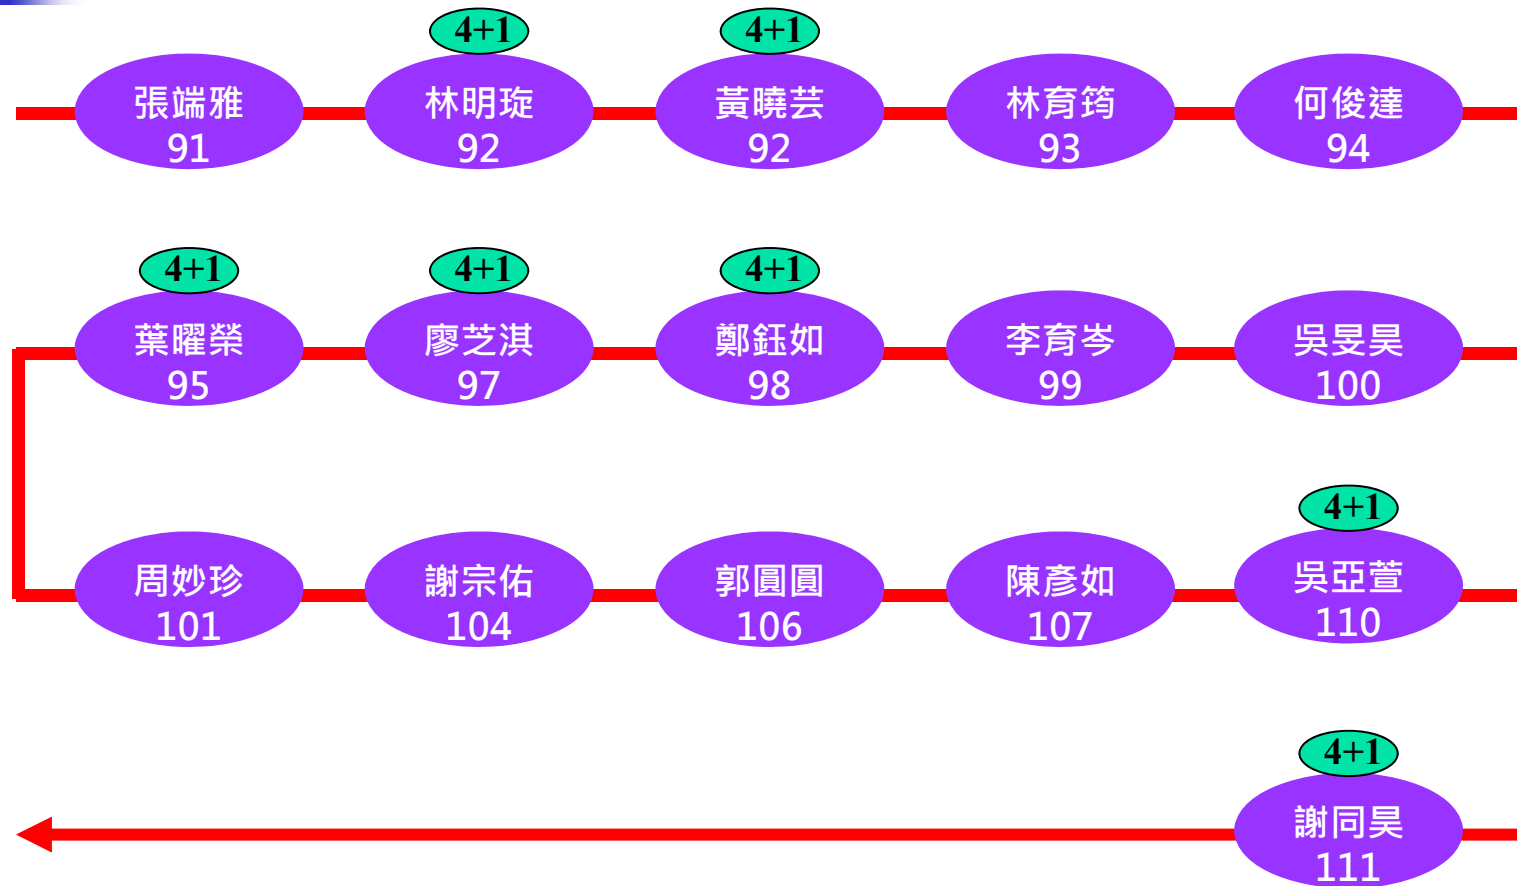 4+1
4+1
張端雅
91
林明琁
92
黃曉芸
92
林育筠
93
何俊達
94
4+1
4+1
4+1
葉曜榮
95
廖芝淇
97
鄭鈺如
98
李育岑
99
吳旻昊
100
4+1
周妙珍
101
謝宗佑
104
郭圓圓
106
陳彥如
107
吳亞萱
110
4+1
謝同昊
111